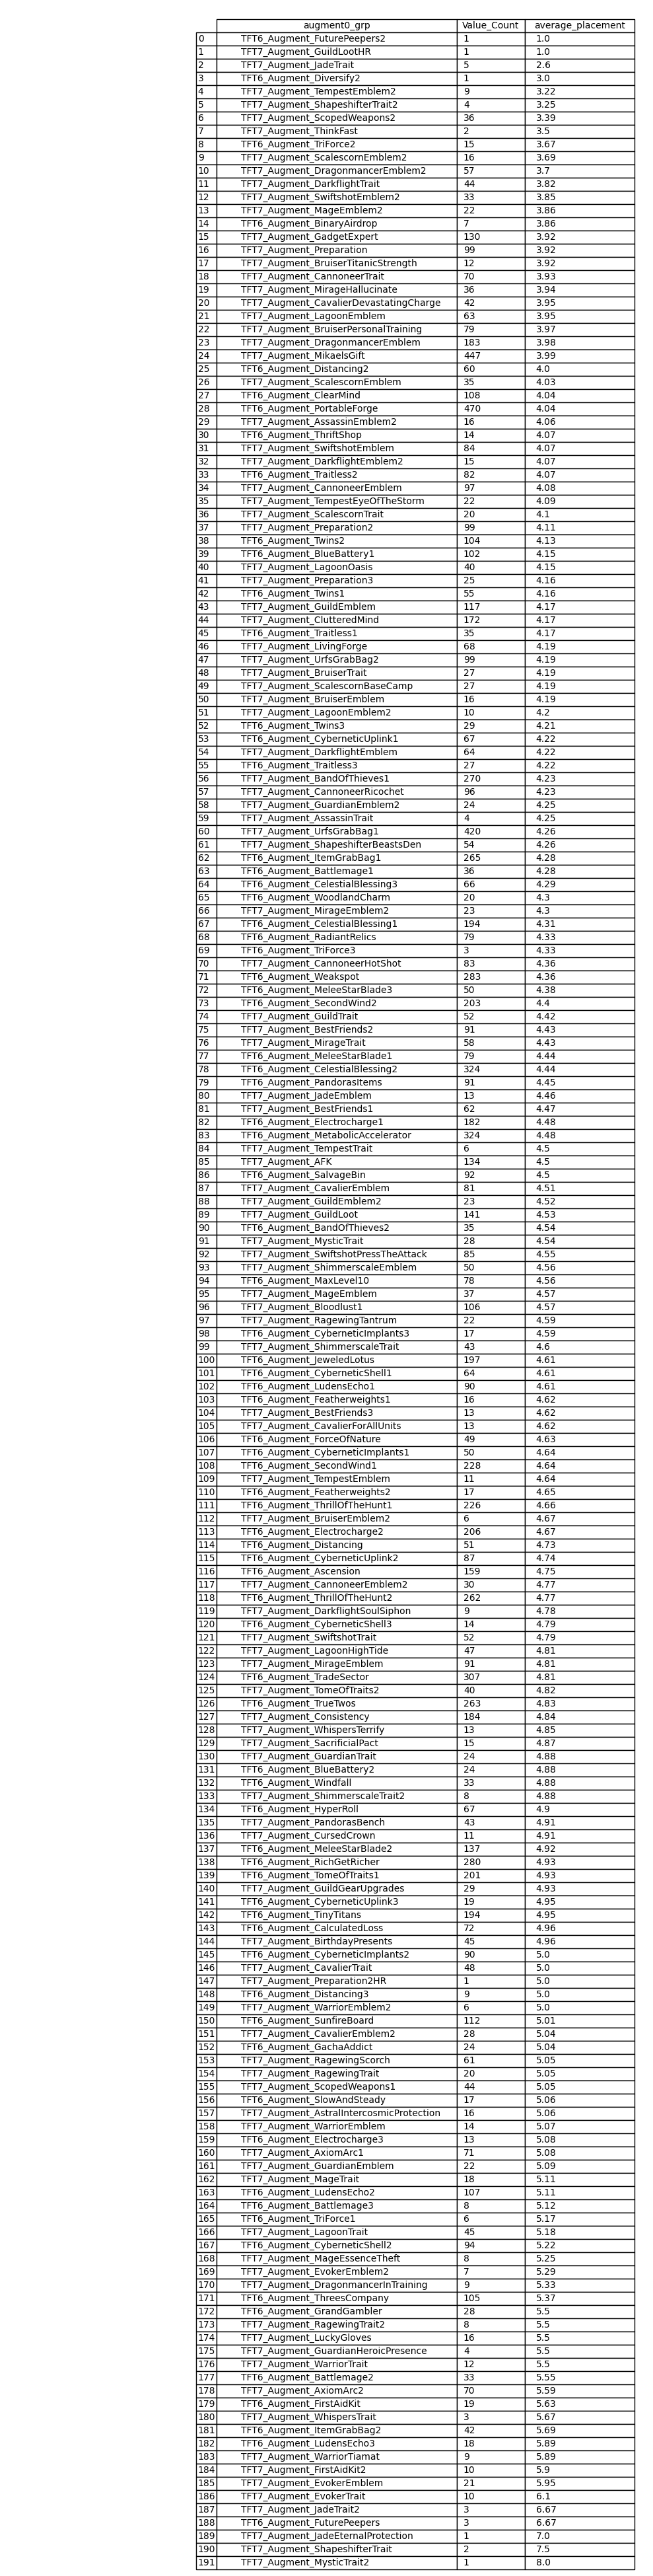 augment0_grp Value_Count average_placement
0 TFT6_Augment_FuturePeepers2 1 1.0
1 TFT7_Augment_GuildLootHR 1 1.0
2 TFT7_Augment_JadeTrait 5 2.6
3 TFT6_Augment_Diversify2 1 3.0
4 TFT7_Augment_TempestEmblem2 9 3.22
5 TFT7_Augment_ShapeshifterTrait2 4 3.25
6 TFT7_Augment_ScopedWeapons2 36 3.39
7 TFT7_Augment_ThinkFast 2 3.5
8 TFT6_Augment_TriForce2 15 3.67
9 TFT7_Augment_ScalescornEmblem2 16 3.69
10 TFT7_Augment_DragonmancerEmblem2 57 3.7
11 TFT7_Augment_DarkflightTrait 44 3.82
12 TFT7_Augment_SwiftshotEmblem2 33 3.85
13 TFT7_Augment_MageEmblem2 22 3.86
14 TFT6_Augment_BinaryAirdrop 7 3.86
15 TFT7_Augment_GadgetExpert 130 3.92
16 TFT7_Augment_Preparation 99 3.92
17 TFT7_Augment_BruiserTitanicStrength 12 3.92
18 TFT7_Augment_CannoneerTrait 70 3.93
19 TFT7_Augment_MirageHallucinate 36 3.94
20 TFT7_Augment_CavalierDevastatingCharge 42 3.95
21 TFT7_Augment_LagoonEmblem 63 3.95
22 TFT7_Augment_BruiserPersonalTraining 79 3.97
23 TFT7_Augment_DragonmancerEmblem 183 3.98
24 TFT7_Augment_MikaelsGift 447 3.99
25 TFT6_Augment_Distancing2 60 4.0
26 TFT7_Augment_ScalescornEmblem 35 4.03
27 TFT6_Augment_ClearMind 108 4.04
28 TFT6_Augment_PortableForge 470 4.04
29 TFT7_Augment_AssassinEmblem2 16 4.06
30 TFT6_Augment_ThriftShop 14 4.07
31 TFT7_Augment_SwiftshotEmblem 84 4.07
32 TFT7_Augment_DarkflightEmblem2 15 4.07
33 TFT6_Augment_Traitless2 82 4.07
34 TFT7_Augment_CannoneerEmblem 97 4.08
35 TFT7_Augment_TempestEyeOfTheStorm 22 4.09
36 TFT7_Augment_ScalescornTrait 20 4.1
37 TFT7_Augment_Preparation2 99 4.11
38 TFT6_Augment_Twins2 104 4.13
39 TFT6_Augment_BlueBattery1 102 4.15
40 TFT7_Augment_LagoonOasis 40 4.15
41 TFT7_Augment_Preparation3 25 4.16
42 TFT6_Augment_Twins1 55 4.16
43 TFT7_Augment_GuildEmblem 117 4.17
44 TFT7_Augment_ClutteredMind 172 4.17
45 TFT6_Augment_Traitless1 35 4.17
46 TFT7_Augment_LivingForge 68 4.19
47 TFT7_Augment_UrfsGrabBag2 99 4.19
48 TFT7_Augment_BruiserTrait 27 4.19
49 TFT7_Augment_ScalescornBaseCamp 27 4.19
50 TFT7_Augment_BruiserEmblem 16 4.19
51 TFT7_Augment_LagoonEmblem2 10 4.2
52 TFT6_Augment_Twins3 29 4.21
53 TFT6_Augment_CyberneticUplink1 67 4.22
54 TFT7_Augment_DarkflightEmblem 64 4.22
55 TFT6_Augment_Traitless3 27 4.22
56 TFT7_Augment_BandOfThieves1 270 4.23
57 TFT7_Augment_CannoneerRicochet 96 4.23
58 TFT7_Augment_GuardianEmblem2 24 4.25
59 TFT7_Augment_AssassinTrait 4 4.25
60 TFT7_Augment_UrfsGrabBag1 420 4.26
61 TFT7_Augment_ShapeshifterBeastsDen 54 4.26
62 TFT6_Augment_ItemGrabBag1 265 4.28
63 TFT6_Augment_Battlemage1 36 4.28
64 TFT6_Augment_CelestialBlessing3 66 4.29
65 TFT6_Augment_WoodlandCharm 20 4.3
66 TFT7_Augment_MirageEmblem2 23 4.3
67 TFT6_Augment_CelestialBlessing1 194 4.31
68 TFT6_Augment_RadiantRelics 79 4.33
69 TFT6_Augment_TriForce3 3 4.33
70 TFT7_Augment_CannoneerHotShot 83 4.36
71 TFT6_Augment_Weakspot 283 4.36
72 TFT6_Augment_MeleeStarBlade3 50 4.38
73 TFT6_Augment_SecondWind2 203 4.4
74 TFT7_Augment_GuildTrait 52 4.42
75 TFT7_Augment_BestFriends2 91 4.43
76 TFT7_Augment_MirageTrait 58 4.43
77 TFT6_Augment_MeleeStarBlade1 79 4.44
78 TFT6_Augment_CelestialBlessing2 324 4.44
79 TFT6_Augment_PandorasItems 91 4.45
80 TFT7_Augment_JadeEmblem 13 4.46
81 TFT7_Augment_BestFriends1 62 4.47
82 TFT6_Augment_Electrocharge1 182 4.48
83 TFT6_Augment_MetabolicAccelerator 324 4.48
84 TFT7_Augment_TempestTrait 6 4.5
85 TFT7_Augment_AFK 134 4.5
86 TFT6_Augment_SalvageBin 92 4.5
87 TFT7_Augment_CavalierEmblem 81 4.51
88 TFT7_Augment_GuildEmblem2 23 4.52
89 TFT7_Augment_GuildLoot 141 4.53
90 TFT6_Augment_BandOfThieves2 35 4.54
91 TFT7_Augment_MysticTrait 28 4.54
92 TFT7_Augment_SwiftshotPressTheAttack 85 4.55
93 TFT7_Augment_ShimmerscaleEmblem 50 4.56
94 TFT6_Augment_MaxLevel10 78 4.56
95 TFT7_Augment_MageEmblem 37 4.57
96 TFT7_Augment_Bloodlust1 106 4.57
97 TFT7_Augment_RagewingTantrum 22 4.59
98 TFT6_Augment_CyberneticImplants3 17 4.59
99 TFT7_Augment_ShimmerscaleTrait 43 4.6
100 TFT6_Augment_JeweledLotus 197 4.61
101 TFT6_Augment_CyberneticShell1 64 4.61
102 TFT6_Augment_LudensEcho1 90 4.61
103 TFT6_Augment_Featherweights1 16 4.62
104 TFT7_Augment_BestFriends3 13 4.62
105 TFT7_Augment_CavalierForAllUnits 13 4.62
106 TFT6_Augment_ForceOfNature 49 4.63
107 TFT6_Augment_CyberneticImplants1 50 4.64
108 TFT6_Augment_SecondWind1 228 4.64
109 TFT7_Augment_TempestEmblem 11 4.64
110 TFT6_Augment_Featherweights2 17 4.65
111 TFT6_Augment_ThrillOfTheHunt1 226 4.66
112 TFT7_Augment_BruiserEmblem2 6 4.67
113 TFT6_Augment_Electrocharge2 206 4.67
114 TFT6_Augment_Distancing 51 4.73
115 TFT6_Augment_CyberneticUplink2 87 4.74
116 TFT6_Augment_Ascension 159 4.75
117 TFT7_Augment_CannoneerEmblem2 30 4.77
118 TFT6_Augment_ThrillOfTheHunt2 262 4.77
119 TFT7_Augment_DarkflightSoulSiphon 9 4.78
120 TFT6_Augment_CyberneticShell3 14 4.79
121 TFT7_Augment_SwiftshotTrait 52 4.79
122 TFT7_Augment_LagoonHighTide 47 4.81
123 TFT7_Augment_MirageEmblem 91 4.81
124 TFT6_Augment_TradeSector 307 4.81
125 TFT7_Augment_TomeOfTraits2 40 4.82
126 TFT6_Augment_TrueTwos 263 4.83
127 TFT7_Augment_Consistency 184 4.84
128 TFT7_Augment_WhispersTerrify 13 4.85
129 TFT7_Augment_SacrificialPact 15 4.87
130 TFT7_Augment_GuardianTrait 24 4.88
131 TFT6_Augment_BlueBattery2 24 4.88
132 TFT6_Augment_Windfall 33 4.88
133 TFT7_Augment_ShimmerscaleTrait2 8 4.88
134 TFT6_Augment_HyperRoll 67 4.9
135 TFT7_Augment_PandorasBench 43 4.91
136 TFT7_Augment_CursedCrown 11 4.91
137 TFT6_Augment_MeleeStarBlade2 137 4.92
138 TFT6_Augment_RichGetRicher 280 4.93
139 TFT6_Augment_TomeOfTraits1 201 4.93
140 TFT7_Augment_GuildGearUpgrades 29 4.93
141 TFT6_Augment_CyberneticUplink3 19 4.95
142 TFT6_Augment_TinyTitans 194 4.95
143 TFT6_Augment_CalculatedLoss 72 4.96
144 TFT7_Augment_BirthdayPresents 45 4.96
145 TFT6_Augment_CyberneticImplants2 90 5.0
146 TFT7_Augment_CavalierTrait 48 5.0
147 TFT7_Augment_Preparation2HR 1 5.0
148 TFT6_Augment_Distancing3 9 5.0
149 TFT7_Augment_WarriorEmblem2 6 5.0
150 TFT6_Augment_SunfireBoard 112 5.01
151 TFT7_Augment_CavalierEmblem2 28 5.04
152 TFT7_Augment_GachaAddict 24 5.04
153 TFT7_Augment_RagewingScorch 61 5.05
154 TFT7_Augment_RagewingTrait 20 5.05
155 TFT7_Augment_ScopedWeapons1 44 5.05
156 TFT6_Augment_SlowAndSteady 17 5.06
157 TFT7_Augment_AstralIntercosmicProtection 16 5.06
158 TFT7_Augment_WarriorEmblem 14 5.07
159 TFT6_Augment_Electrocharge3 13 5.08
160 TFT7_Augment_AxiomArc1 71 5.08
161 TFT7_Augment_GuardianEmblem 22 5.09
162 TFT7_Augment_MageTrait 18 5.11
163 TFT6_Augment_LudensEcho2 107 5.11
164 TFT6_Augment_Battlemage3 8 5.12
165 TFT6_Augment_TriForce1 6 5.17
166 TFT7_Augment_LagoonTrait 45 5.18
167 TFT6_Augment_CyberneticShell2 94 5.22
168 TFT7_Augment_MageEssenceTheft 8 5.25
169 TFT7_Augment_EvokerEmblem2 7 5.29
170 TFT7_Augment_DragonmancerInTraining 9 5.33
171 TFT6_Augment_ThreesCompany 105 5.37
172 TFT6_Augment_GrandGambler 28 5.5
173 TFT7_Augment_RagewingTrait2 8 5.5
174 TFT7_Augment_LuckyGloves 16 5.5
175 TFT7_Augment_GuardianHeroicPresence 4 5.5
176 TFT7_Augment_WarriorTrait 12 5.5
177 TFT6_Augment_Battlemage2 33 5.55
178 TFT7_Augment_AxiomArc2 70 5.59
179 TFT6_Augment_FirstAidKit 19 5.63
180 TFT7_Augment_WhispersTrait 3 5.67
181 TFT6_Augment_ItemGrabBag2 42 5.69
182 TFT6_Augment_LudensEcho3 18 5.89
183 TFT7_Augment_WarriorTiamat 9 5.89
184 TFT7_Augment_FirstAidKit2 10 5.9
185 TFT7_Augment_EvokerEmblem 21 5.95
186 TFT7_Augment_EvokerTrait 10 6.1
187 TFT7_Augment_JadeTrait2 3 6.67
188 TFT6_Augment_FuturePeepers 3 6.67
189 TFT7_Augment_JadeEternalProtection 1 7.0
190 TFT7_Augment_ShapeshifterTrait 2 7.5
191 TFT7_Augment_MysticTrait2 1 8.0